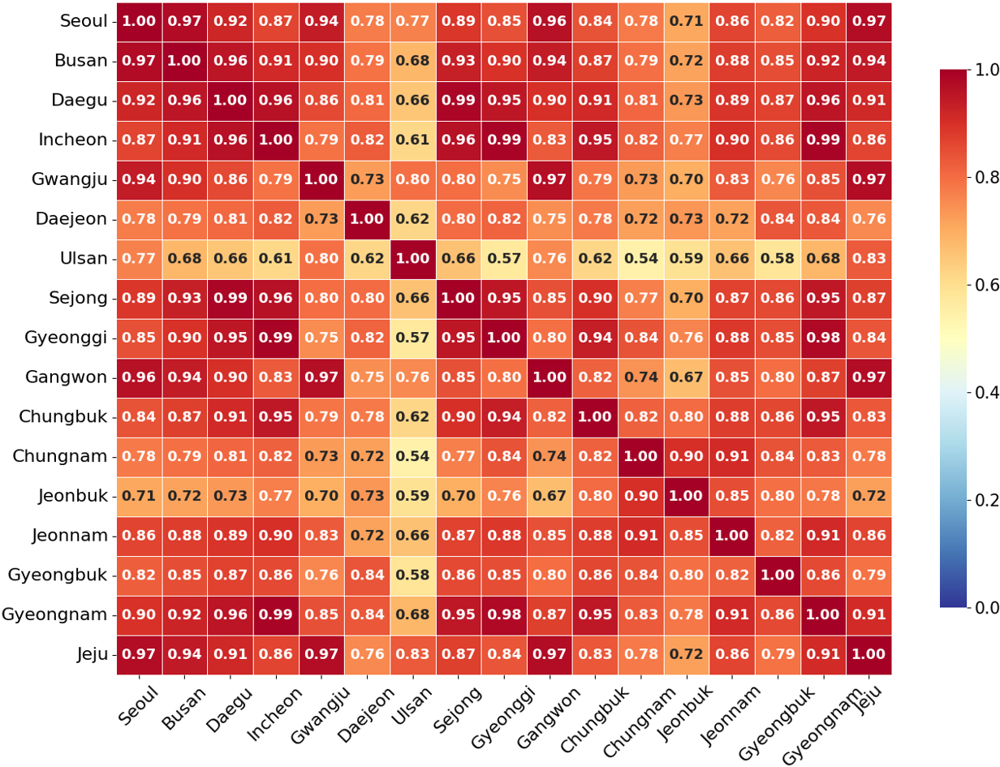 Seoul 1.00 0.97 0.92 0.87 0.94 0.78 0.77 0.89 0.85 0.96 0.84 0.78 0.71 0.86 0.82 0.90 0.97
Busan 0.97 1.00 0.96 0.91 0.90 0.79 0.68 0.93 0.90 0.94 0.87 0.79 0.72 0.88 0.85 0.92 0.94
Daegu 0.92 0.96 1.00 0.96 0.86 0.81 0.66 0.99 0.95 0.90 0.91 0.81 0.73 0.89 0.87 0.96 0.91
Incheon 0.87 0.91 0.96 1.00 0.79 0.82 0.61 0.96 0.99 0.83 0.95 0.82 0.77 0.90 0.86 0.99 0.86
Gwangju 0.94 0.90 0.86 0.79 1.00 0.73 0.80 0.80 0.75 0.97 0.79 0.73 0.70 0.83 0.76 0.85 0.97
Daejeon 0.78 0.79 0.81 0.82 0.73 1.00 0.62 0.80 0.82 0.75 0.78 0.72 0.73 0.72 0.84 0.84 0.76
Ulsan 0.77 0.68 0.66 0.61 0.80 0.62 1.00 0.66 0.57 0.76 0.62 0.54 0.59 0.66 0.58 0.68 0.83
Sejong 0.89 0.93 0.99 0.96 0.80 0.80 0.66 1.00 0.95 0.85 0.90 0.77 0.70 0.87 0.86 0.95 0.87
Gyeonggi 0.85 0.90 0.95 0.99 0.75 0.82 0.57 0.95 1.00 0.80 0.94 0.84 0.76 0.88 0.85 0.98 0.84
Gangwon 0.96 0.94 0.90 0.83 0.97 0.75 0.76 0.85 0.80 1.00 0.82 0.74 0.67 0.85 0.80 0.87 0.97
Chungbuk 0.84 0.87 0.91 0.95 0.79 0.78 0.62 0.90 0.94 0.82 1.00 0.82 0.80 0.88 0.86 0.95 0.83
Chungnam 0.78 0.79 0.81 0.82 0.73 0.72 0.54 0.77 0.84 0.74 0.82 1.00 0.90 0.91 0.84 0.83 0.78
Jeonbuk 0.71 0.72 0.73 0.77 0.70 0.73 0.59 0.70 0.76 0.67 0.80 0.90 1.00 0.85 0.80 0.78 0.72
Jeonnam 0.86 0.88 0.89 0.90 0.83 0.72 0.66 0.87 0.88 0.85 0.88 0.91 0.85 1.00 0.82 0.91 0.86
Gyeongbuk 0.82 0.85 0.87 0.86 0.76 0.84 0.58 0.86 0.85 0.80 0.86 0.84 0.80 0.82 1.00 0.86 0.79
Gyeongnam 0.90 0.92 0.96 0.99 0.85 0.84 0.68 0.95 0.98 0.87 0.95 0.83 0.78 0.91 0.86 1.00 0.91
Jeju 0.97 0.94 0.91 0.86 0.97 0.76 0.83 0.87 0.84 0.97 0.83 0.78 0.72 0.86 0.79 0.91 1.00
Seoul Busan Daegu Incheon Gwangju Daejeon Ulsan Sejong Gyeonggi Gangwon Chungbuk Chungnam Jeonbuk Jeonnam Gyeongbuk Gyeongnam Jeju
1.0
0.8
0.6
0.4
0.2
0.0